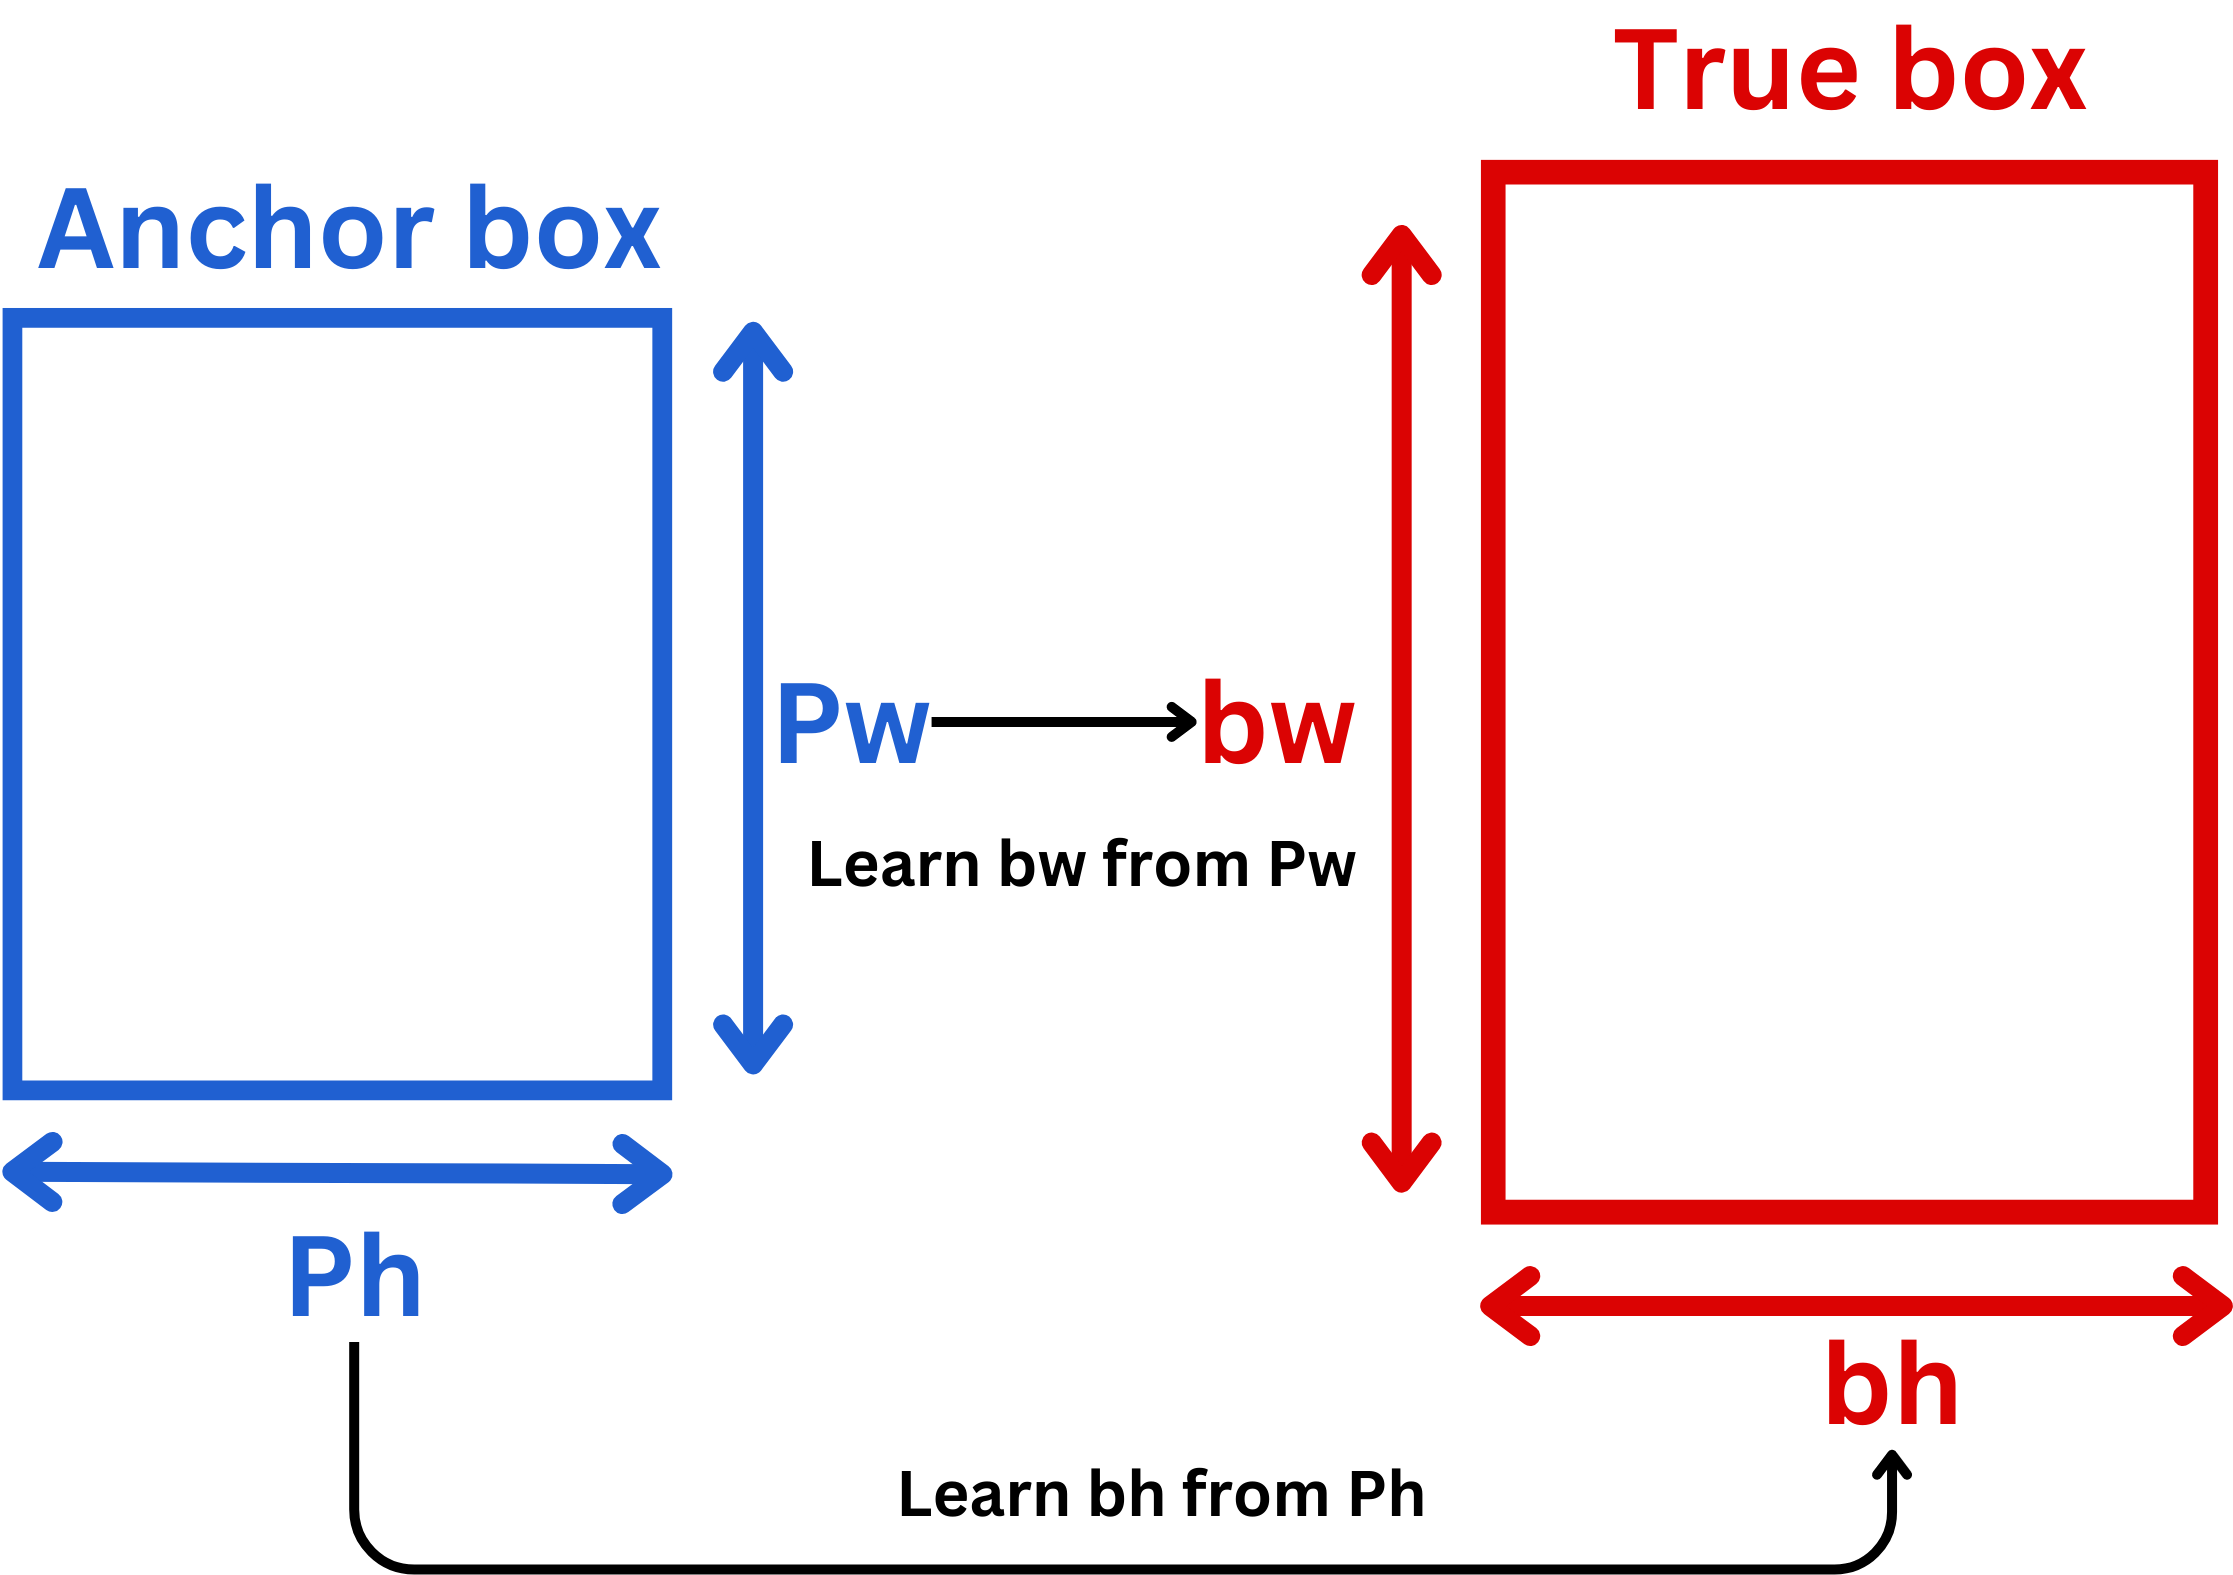 True box
Anchor box
Pw
bw
Learn bw from Pw
Ph
bh
Learn bh from Ph